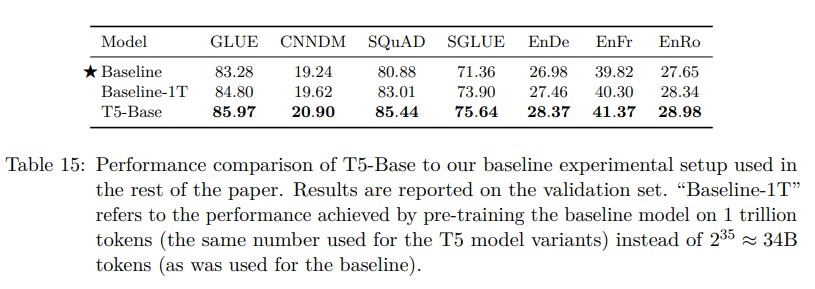 Model GLUE CNNDM SQuAD SGLUE EnDe EnFr EnRo
★ Baseline 83.28 19.24 80.88 71.36 26.98 39.82 27.65
Baseline-1T 84.80 19.62 83.01 73.90 27.46 40.30 28.34
T5-Base 85.97 20.90 85.44 75.64 28.37 41.37 28.98
Table 15: Performance comparison of T5-Base to our baseline experimental setup used in
the rest of the paper. Results are reported on the validation set. “Baseline-1T”
refers to the performance achieved by pre-training the baseline model on 1 trillion
tokens (the same number used for the T5 model variants) instead of 2³⁵ ≈ 34B
tokens (as was used for the baseline).